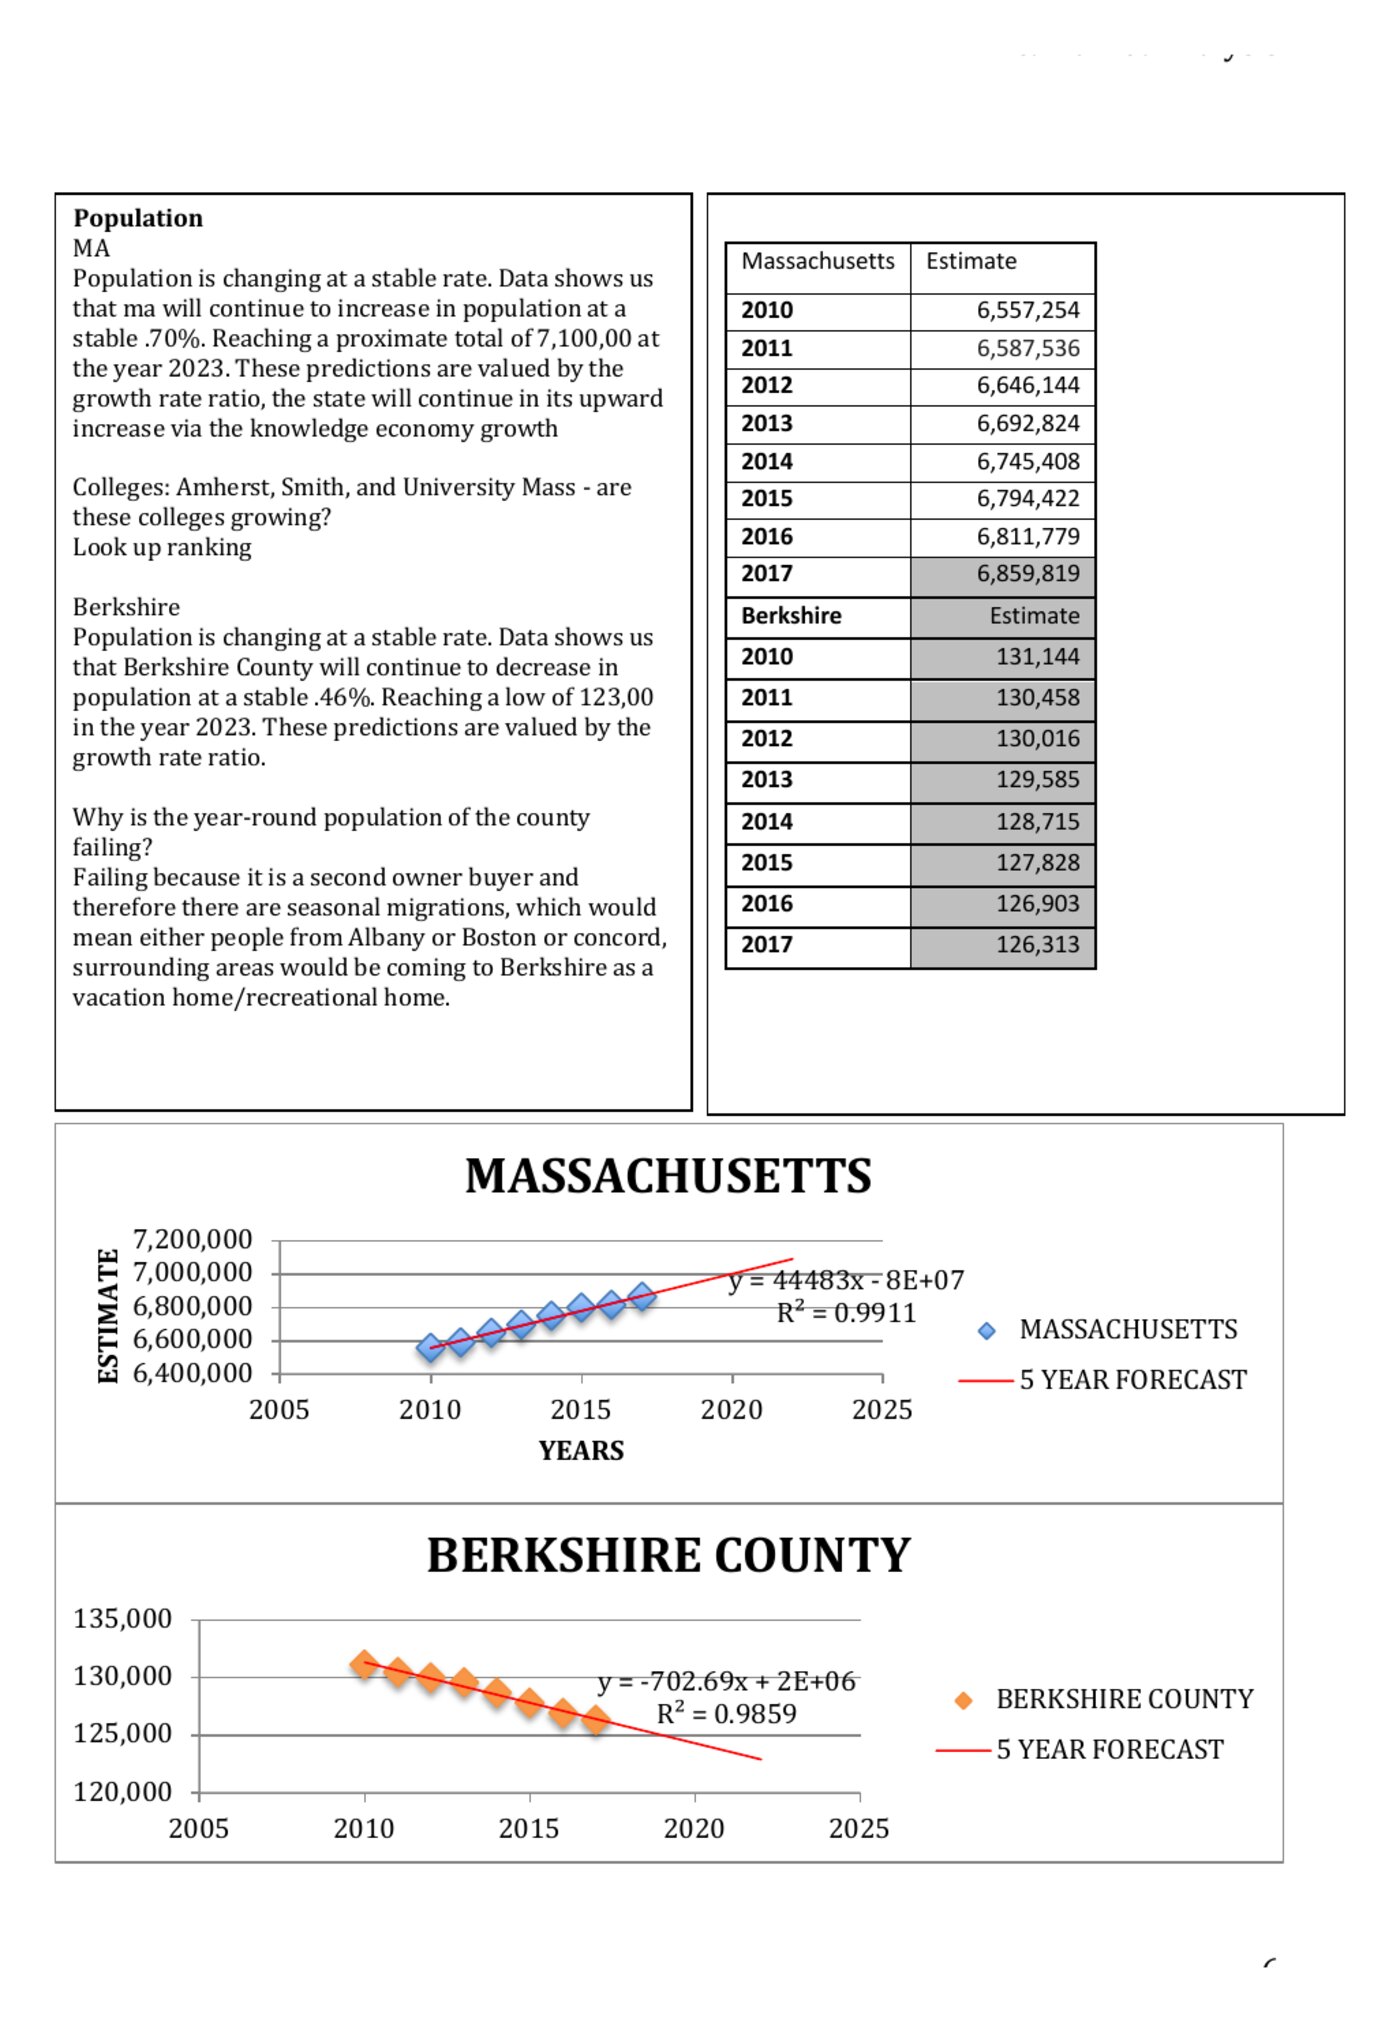 Population
MA
Population is changing at a stable rate. Data shows us
that ma will continue to increase in population at a
stable .70%. Reaching a proximate total of 7,100,00 at
the year 2023. These predictions are valued by the
growth rate ratio, the state will continue in its upward
increase via the knowledge economy growth
Colleges: Amherst, Smith, and University Mass - are
these colleges growing?
Look up ranking
Berkshire
Population is changing at a stable rate. Data shows us
that Berkshire County will continue to decrease in
population at a stable .46%. Reaching a low of 123,00
in the year 2023. These predictions are valued by the
growth rate ratio.
Why is the year-round population of the county
failing?
Failing because it is a second owner buyer and
therefore there are seasonal migrations, which would
mean either people from Albany or Boston or concord,
surrounding areas would be coming to Berkshire as a
vacation home/recreational home.
Massachusetts Estimate
2010 6,557,254
2011 6,587,536
2012 6,646,144
2013 6,692,824
2014 6,745,408
2015 6,794,422
2016 6,811,779
2017 6,859,819
Berkshire Estimate
2010 131,144
2011 130,458
2012 130,016
2013 129,585
2014 128,715
2015 127,828
2016 126,903
2017 126,313
MASSACHUSETTS
ESTIMATE
7,200,000
7,000,000
6,800,000
6,600,000
6,400,000
2005 2010 2015 2020 2025
YEARS
y = 44483x - 8E+07
R² = 0.9911
MASSACHUSETTS
5 YEAR FORECAST
BERKSHIRE COUNTY
135,000
130,000
125,000
120,000
2005 2010 2015 2020 2025
y = -702.69x + 2E+06
R² = 0.9859
BERKSHIRE COUNTY
5 YEAR FORECAST